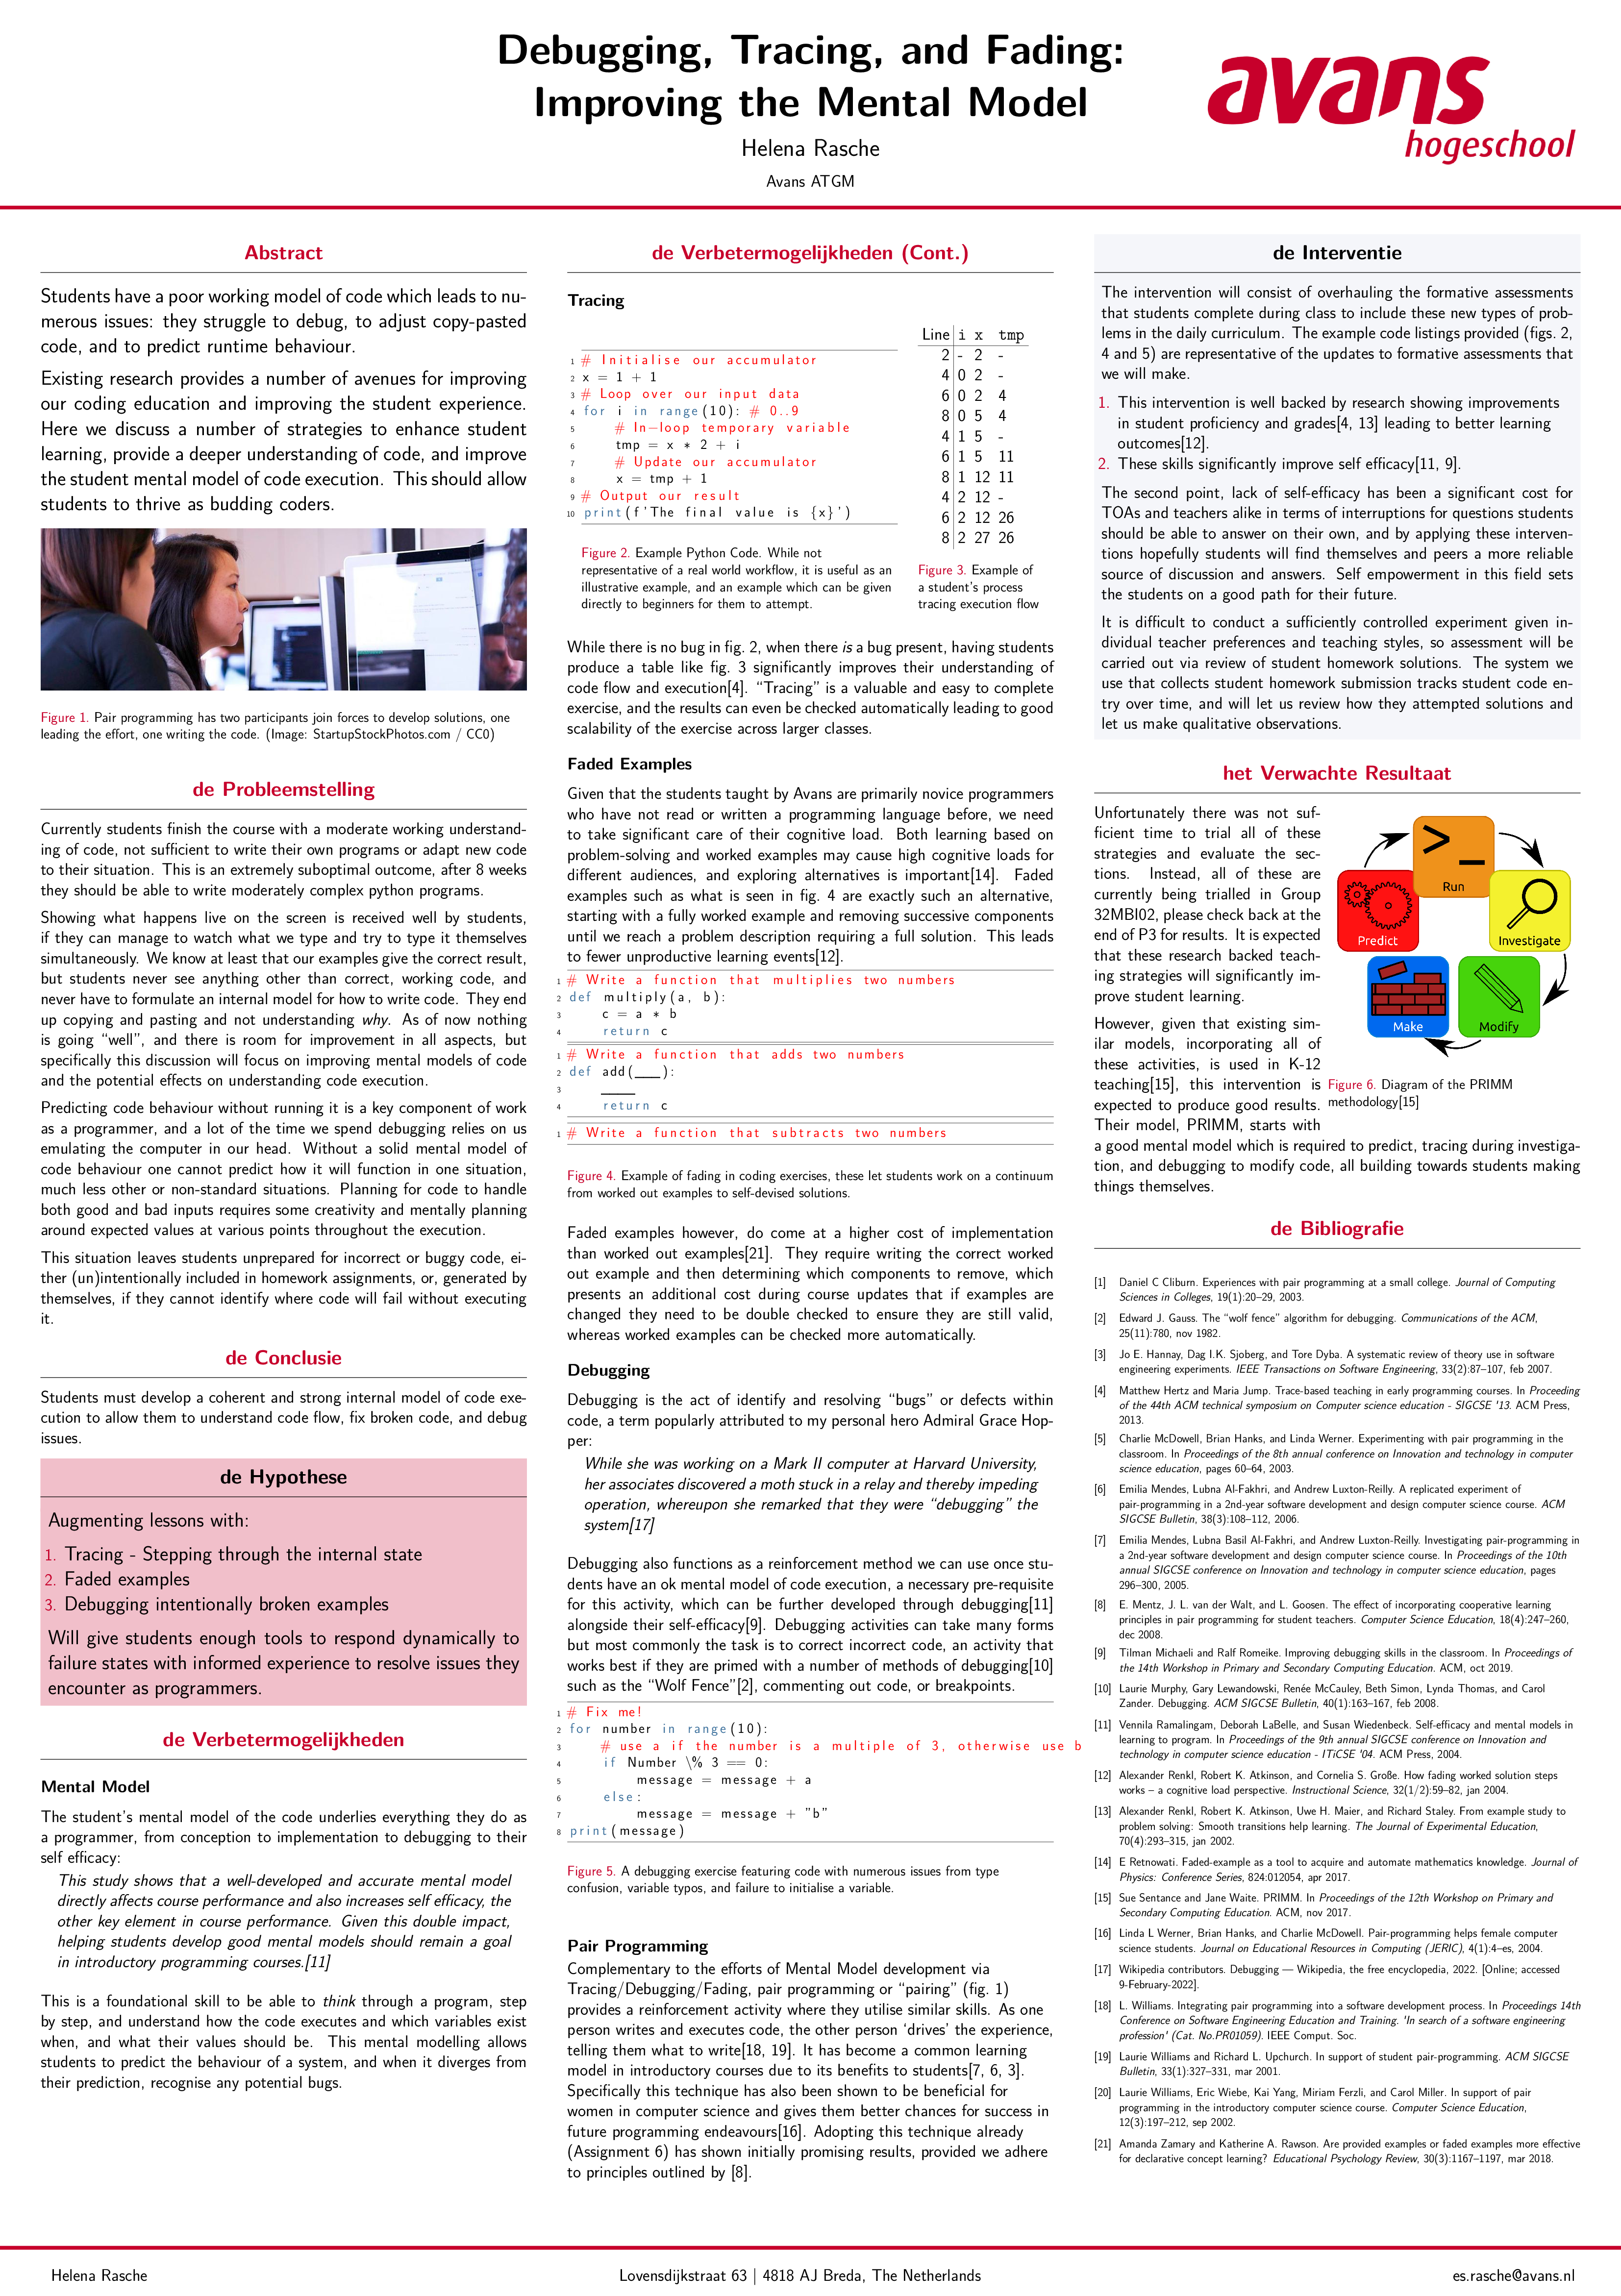 Debugging, Tracing, and Fading:
Improving the Mental Model
Helena Rasche
Avans ATGM
avans
hogeschool
Abstract
Students have a poor working model of code which leads to nu-
merous issues: they struggle to debug, to adjust copy-pasted
code, and to predict runtime behaviour.
Existing research provides a number of avenues for improving
our coding education and improving the student experience.
Here we discuss a number of strategies to enhance student
learning, provide a deeper understanding of code, and improve
the student mental model of code execution. This should allow
students to thrive as budding coders.
Figure 1. Pair programming has two participants join forces to develop solutions, one
leading the effort, one writing the code. (Image: StartupStockPhotos.com / CC0)
de Probleemstelling
Currently students finish the course with a moderate working understand-
ing of code, not sufficient to write their own programs or adapt new code
to their situation. This is an extremely suboptimal outcome, after 8 weeks
they should be able to write moderately complex python programs.
Showing what happens live on the screen is received well by students,
if they can manage to watch what we type and try to type it themselves
simultaneously. We know at least that our examples give the correct result,
but students never see anything other than correct, working code, and
never have to formulate an internal model for how to write code. They end
up copying and pasting and not understanding why. As of now nothing
is going “well”, and there is room for improvement in all aspects, but
specifically this discussion will focus on improving mental models of code
and the potential effects on understanding code execution.
Predicting code behaviour without running it is a key component of work
as a programmer, and a lot of the time we spend debugging relies on us
emulating the computer in our head. Without a solid mental model of
code behaviour one cannot predict how it will function in one situation,
much less other or non-standard situations. Planning for code to handle
both good and bad inputs requires some creativity and mentally planning
around expected values at various points throughout the execution.
This situation leaves students unprepared for incorrect or buggy code, ei-
ther (un)intentionally included in homework assignments, or, generated by
themselves, if they cannot identify where code will fail without executing
it.
de Conclusie
Students must develop a coherent and strong internal model of code exe-
cution to allow them to understand code flow, fix broken code, and debug
issues.
de Hypothese
Augmenting lessons with:
1. Tracing - Stepping through the internal state
2. Faded examples
3. Debugging intentionally broken examples
Will give students enough tools to respond dynamically to
failure states with informed experience to resolve issues they
encounter as programmers.
de Verbetermogelijkheden
Mental Model
The student's mental model of the code underlies everything they do as
a programmer, from conception to implementation to debugging to their
self efficacy:
This study shows that a well-developed and accurate mental model
directly affects course performance and also increases self efficacy, the
other key element in course performance. Given this double impact,
helping students develop good mental models should remain a goal
in introductory programming courses.[11]
This is a foundational skill to be able to think through a program, step
by step, and understand how the code executes and which variables exist
when, and what their values should be. This mental modelling allows
students to predict the behaviour of a system, and when it diverges from
their prediction, recognise any potential bugs.
de Verbetermogelijkheden (Cont.)
Tracing
1 # Initialise our accumulator
2 x = 1 + 1
3 # Loop over our input data
4 for i in range(10): # 0..9
5 # In-loop temporary variable
6 tmp = x * 2 + i
7 # Update our accumulator
8 x = tmp + 1
9 # Output our result
10 print(f'The final value is {x}')
Figure 2. Example Python Code. While not
representative of a real world workflow, it is useful as an
illustrative example, and an example which can be given
directly to beginners for them to attempt.
Line i x tmp
2 - 2 -
4 0 2 -
6 0 2 4
8 0 5 4
4 1 5 -
6 1 5 11
8 1 12 11
4 2 12 -
6 2 12 26
8 2 27 26
Figure 3. Example of
a student's process
tracing execution flow
While there is no bug in fig. 2, when there is a bug present, having students
produce a table like fig. 3 significantly improves their understanding of
code flow and execution[4]. “Tracing” is a valuable and easy to complete
exercise, and the results can even be checked automatically leading to good
scalability of the exercise across larger classes.
Faded Examples
Given that the students taught by Avans are primarily novice programmers
who have not read or written a programming language before, we need
to take significant care of their cognitive load. Both learning based on
problem-solving and worked examples may cause high cognitive loads for
different audiences, and exploring alternatives is important[14]. Faded
examples such as what is seen in fig. 4 are exactly such an alternative,
starting with a fully worked example and removing successive components
until we reach a problem description requiring a full solution. This leads
to fewer unproductive learning events[12].
1 # Write a function that multiplies two numbers
2 def multiply(a, b):
3 c = a * b
4 return c
1 # Write a function that adds two numbers
2 def add(___):
3 ____
4 return c
1 # Write a function that subtracts two numbers
Figure 4. Example of fading in coding exercises, these let students work on a continuum
from worked out examples to self-devised solutions.
Faded examples however, do come at a higher cost of implementation
than worked out examples[21]. They require writing the correct worked
out example and then determining which components to remove, which
presents an additional cost during course updates that if examples are
changed they need to be double checked to ensure they are still valid,
whereas worked examples can be checked more automatically.
Debugging
Debugging is the act of identify and resolving “bugs” or defects within
code, a term popularly attributed to my personal hero Admiral Grace Hop-
per:
While she was working on a Mark II computer at Harvard University,
her associates discovered a moth stuck in a relay and thereby impeding
operation, whereupon she remarked that they were “debugging” the
system[17]
Debugging also functions as a reinforcement method we can use once stu-
dents have an ok mental model of code execution, a necessary pre-requisite
for this activity, which can be further developed through debugging[11]
alongside their self-efficacy[9]. Debugging activities can take many forms
but most commonly the task is to correct incorrect code, an activity that
works best if they are primed with a number of methods of debugging[10]
such as the “Wolf Fence”[2], commenting out code, or breakpoints.
1 # Fix me!
2 for number in range(10):
3 # use a if the number is a multiple of 3, otherwise use b
4 if Number \% 3 == 0:
5 message = message + a
6 else:
7 message = message + "b"
8 print(message)
Figure 5. A debugging exercise featuring code with numerous issues from type
confusion, variable typos, and failure to initialise a variable.
Pair Programming
Complementary to the efforts of Mental Model development via
Tracing/Debugging/Fading, pair programming or “pairing” (fig. 1)
provides a reinforcement activity where they utilise similar skills. As one
person writes and executes code, the other person ‘drives’ the experience,
telling them what to write[18, 19]. It has become a common learning
model in introductory courses due to its benefits to students[7, 6, 3].
Specifically this technique has also been shown to be beneficial for
women in computer science and gives them better chances for success in
future programming endeavours[16]. Adopting this technique already
(Assignment 6) has shown initially promising results, provided we adhere
to principles outlined by [8].
de Interventie
The intervention will consist of overhauling the formative assessments
that students complete during class to include these new types of prob-
lems in the daily curriculum. The example code listings provided (figs. 2,
4 and 5) are representative of the updates to formative assessments that
we will make.
1. This intervention is well backed by research showing improvements
in student proficiency and grades[4, 13] leading to better learning
outcomes[12].
2. These skills significantly improve self efficacy[11, 9].
The second point, lack of self-efficacy has been a significant cost for
TOAs and teachers alike in terms of interruptions for questions students
should be able to answer on their own, and by applying these interven-
tions hopefully students will find themselves and peers a more reliable
source of discussion and answers. Self empowerment in this field sets
the students on a good path for their future.
It is difficult to conduct a sufficiently controlled experiment given in-
dividual teacher preferences and teaching styles, so assessment will be
carried out via review of student homework solutions. The system we
use that collects student homework submission tracks student code en-
try over time, and will let us review how they attempted solutions and
let us make qualitative observations.
het Verwachte Resultaat
Unfortunately there was not suf-
ficient time to trial all of these
strategies and evaluate the sec-
tions. Instead, all of these are
currently being trialled in Group
32MBI02, please check back at the
end of P3 for results. It is expected
that these research backed teach-
ing strategies will significantly im-
prove student learning.
However, given that existing sim-
ilar models, incorporating all of
these activities, is used in K-12
teaching[15], this intervention is
expected to produce good results.
Their model, PRIMM, starts with
a good mental model which is required to predict, tracing during investiga-
tion, and debugging to modify code, all building towards students making
things themselves.
>_
Run
Predict
Investigate
Make
Modify
Figure 6. Diagram of the PRIMM
methodology[15]
de Bibliografie
[1] Daniel C Cliburn. Experiences with pair programming at a small college. Journal of Computing
Sciences in Colleges, 19(1):20–29, 2003.
[2] Edward J. Gauss. The “wolf fence” algorithm for debugging. Communications of the ACM,
25(11):780, nov 1982.
[3] Jo E. Hannay, Dag I.K. Sjoberg, and Tore Dyba. A systematic review of theory use in software
engineering experiments. IEEE Transactions on Software Engineering, 33(2):87–107, feb 2007.
[4] Matthew Hertz and Maria Jump. Trace-based teaching in early programming courses. In Proceeding
of the 44th ACM technical symposium on Computer science education - SIGCSE '13. ACM Press,
2013.
[5] Charlie McDowell, Brian Hanks, and Linda Werner. Experimenting with pair programming in the
classroom. In Proceedings of the 8th annual conference on Innovation and technology in computer
science education, pages 60–64, 2003.
[6] Emilia Mendes, Lubna Al-Fakhri, and Andrew Luxton-Reilly. A replicated experiment of
pair-programming in a 2nd-year software development and design computer science course. ACM
SIGCSE Bulletin, 38(3):108–112, 2006.
[7] Emilia Mendes, Lubna Basil Al-Fakhri, and Andrew Luxton-Reilly. Investigating pair-programming in
a 2nd-year software development and design computer science course. In Proceedings of the 10th
annual SIGCSE conference on Innovation and technology in computer science education, pages
296–300, 2005.
[8] E. Mentz, J. L. van der Walt, and L. Goosen. The effect of incorporating cooperative learning
principles in pair programming for student teachers. Computer Science Education, 18(4):247–260,
dec 2008.
[9] Tilman Michaeli and Ralf Romeike. Improving debugging skills in the classroom. In Proceedings of
the 14th Workshop in Primary and Secondary Computing Education. ACM, oct 2019.
[10] Laurie Murphy, Gary Lewandowski, Renée McCauley, Beth Simon, Lynda Thomas, and Carol
Zander. Debugging. ACM SIGCSE Bulletin, 40(1):163–167, feb 2008.
[11] Vennila Ramalingam, Deborah LaBelle, and Susan Wiedenbeck. Self-efficacy and mental models in
learning to program. In Proceedings of the 9th annual SIGCSE conference on Innovation and
technology in computer science education - ITiCSE '04. ACM Press, 2004.
[12] Alexander Renkl, Robert K. Atkinson, and Cornelia S. Große. How fading worked solution steps
works – a cognitive load perspective. Instructional Science, 32(1/2):59–82, jan 2004.
[13] Alexander Renkl, Robert K. Atkinson, Uwe H. Maier, and Richard Staley. From example study to
problem solving: Smooth transitions help learning. The Journal of Experimental Education,
70(4):293–315, jan 2002.
[14] E Retnowati. Faded-example as a tool to acquire and automate mathematics knowledge. Journal of
Physics: Conference Series, 824:012054, apr 2017.
[15] Sue Sentance and Jane Waite. PRIMM. In Proceedings of the 12th Workshop on Primary and
Secondary Computing Education. ACM, nov 2017.
[16] Linda L Werner, Brian Hanks, and Charlie McDowell. Pair-programming helps female computer
science students. Journal on Educational Resources in Computing (JERIC), 4(1):4–es, 2004.
[17] Wikipedia contributors. Debugging — Wikipedia, the free encyclopedia, 2022. [Online; accessed
9-February-2022].
[18] L. Williams. Integrating pair programming into a software development process. In Proceedings 14th
Conference on Software Engineering Education and Training. 'In search of a software engineering
profession' (Cat. No.PR01059). IEEE Comput. Soc.
[19] Laurie Williams and Richard L. Upchurch. In support of student pair-programming. ACM SIGCSE
Bulletin, 33(1):327–331, mar 2001.
[20] Laurie Williams, Eric Wiebe, Kai Yang, Miriam Ferzli, and Carol Miller. In support of pair
programming in the introductory computer science course. Computer Science Education,
12(3):197–212, sep 2002.
[21] Amanda Zamary and Katherine A. Rawson. Are provided examples or faded examples more effective
for declarative concept learning? Educational Psychology Review, 30(3):1167–1197, mar 2018.
Helena Rasche
Lovensdijkstraat 63 | 4818 AJ Breda, The Netherlands
es.rasche@avans.nl